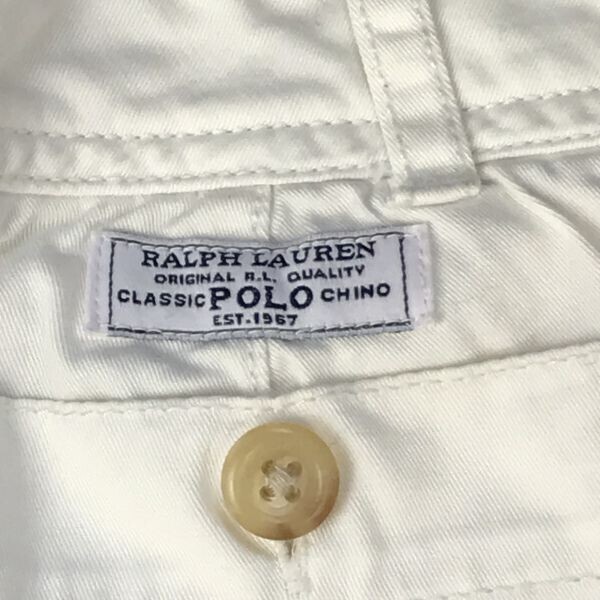 RALPH LAUREN
ORIGINAL R.L. QUALITY
CLASSIC POLO CHINO
EST. 1967